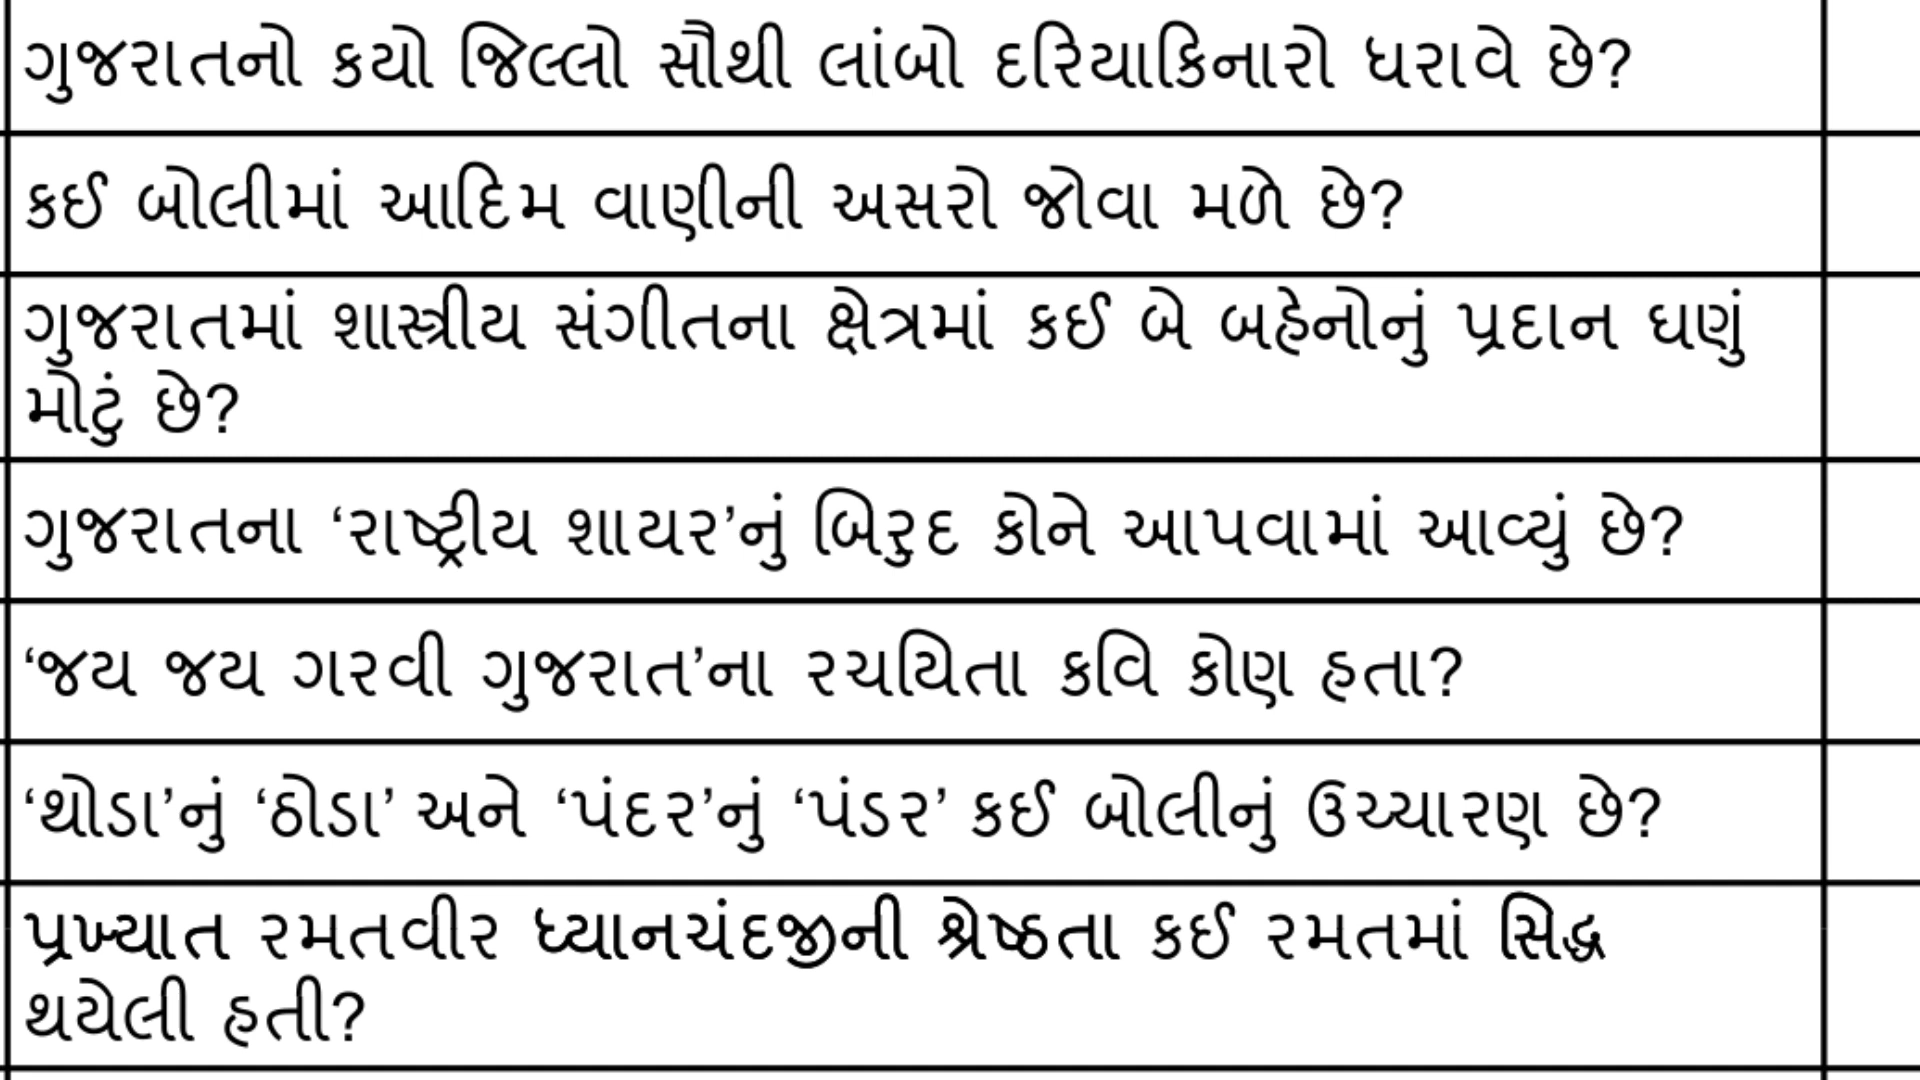 ગુજરાતનો કયો જિલ્લો સૌથી લાંબો દરિયાકિનારો ધરાવે છે?
કઈ બોલીમાં આદિમ વાણીની અસરો જોવા મળે છે?
ગુજરાતમાં શાસ્ત્રીય સંગીતના ક્ષેત્રમાં કઈ બે બહેનોનું પ્રદાન ઘણું
મોટું છે?
ગુજરાતના ‘રાષ્ટ્રીય શાયર’નું બિરુદ કોને આપવામાં આવ્યું છે?
‘જય જય ગરવી ગુજરાત’ના રચયિતા કવિ કોણ હતા?
‘થોડા’નું ‘ઠોડા’ અને ‘પંદર’નું ‘પંડર’ કઈ બોલીનું ઉચ્ચારણ છે?
પ્રખ્યાત રમતવીર ધ્યાનચંદજીની શ્રેષ્ઠતા કઈ રમતમાં સિદ્ધ
થયેલી હતી?